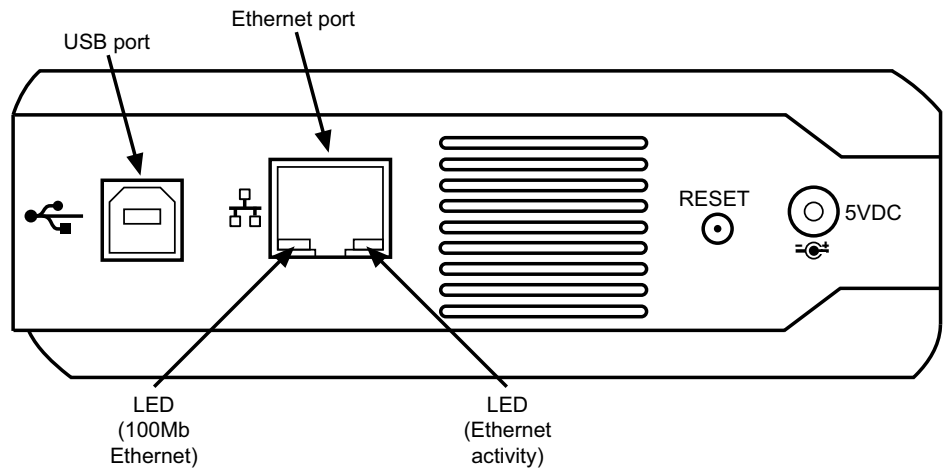 Ethernet port
USB port
RESET
5VDC
LED
(100Mb
Ethernet)
LED
(Ethernet
activity)